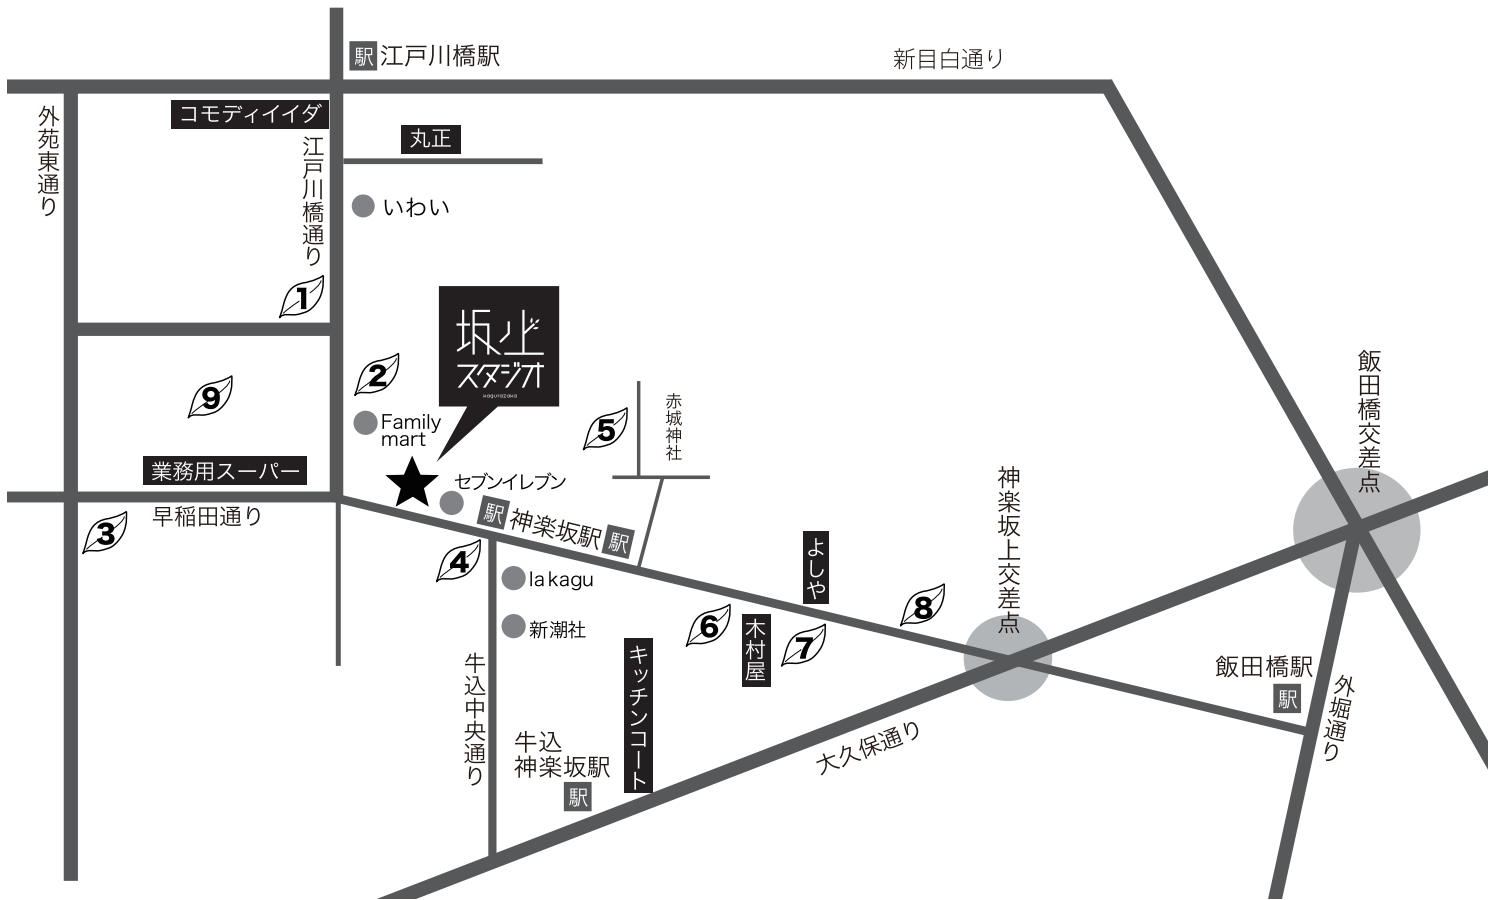 駅 江戸川橋駅
新目白通り
外苑東通り
コモディイイダ
江戸川橋通り
丸正
いわい
1
坂上
スタジオ
kagurazaka
2
9
Family
mart
5
赤城神社
飯田橋交差点
業務用スーパー
セブンイレブン
早稲田通り
3
駅 神楽坂駅 駅
神楽坂上交差点
4
la kagu
新潮社
よしや
6
木村屋
7
8
牛込中央通り
キッチンコート
牛込
神楽坂駅
駅
大久保通り
飯田橋駅
駅
外堀通り